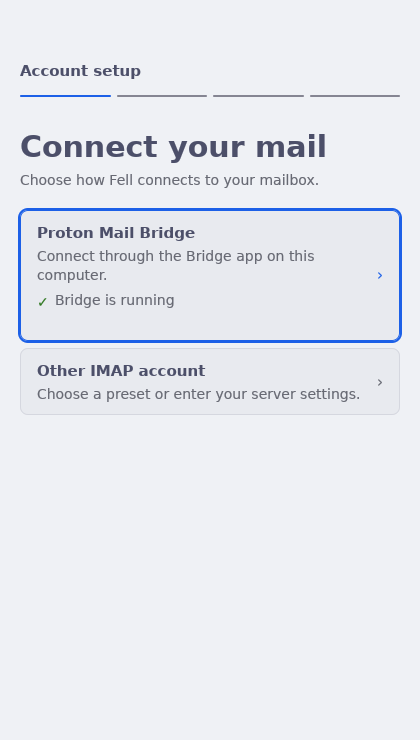 Account setup
Connect your mail
Choose how Fell connects to your mailbox.
Proton Mail Bridge
Connect through the Bridge app on this
computer.
✓ Bridge is running
Other IMAP account
Choose a preset or enter your server settings.